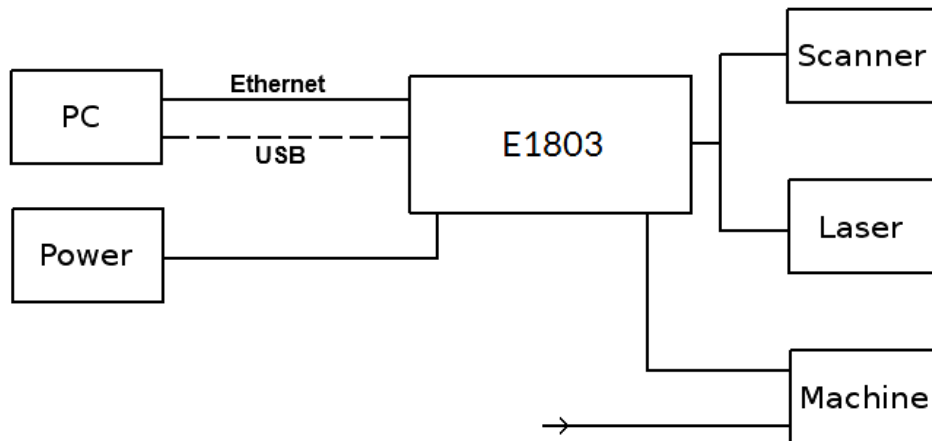 Scanner
Ethernet
PC
E1803
USB
Laser
Power
Machine